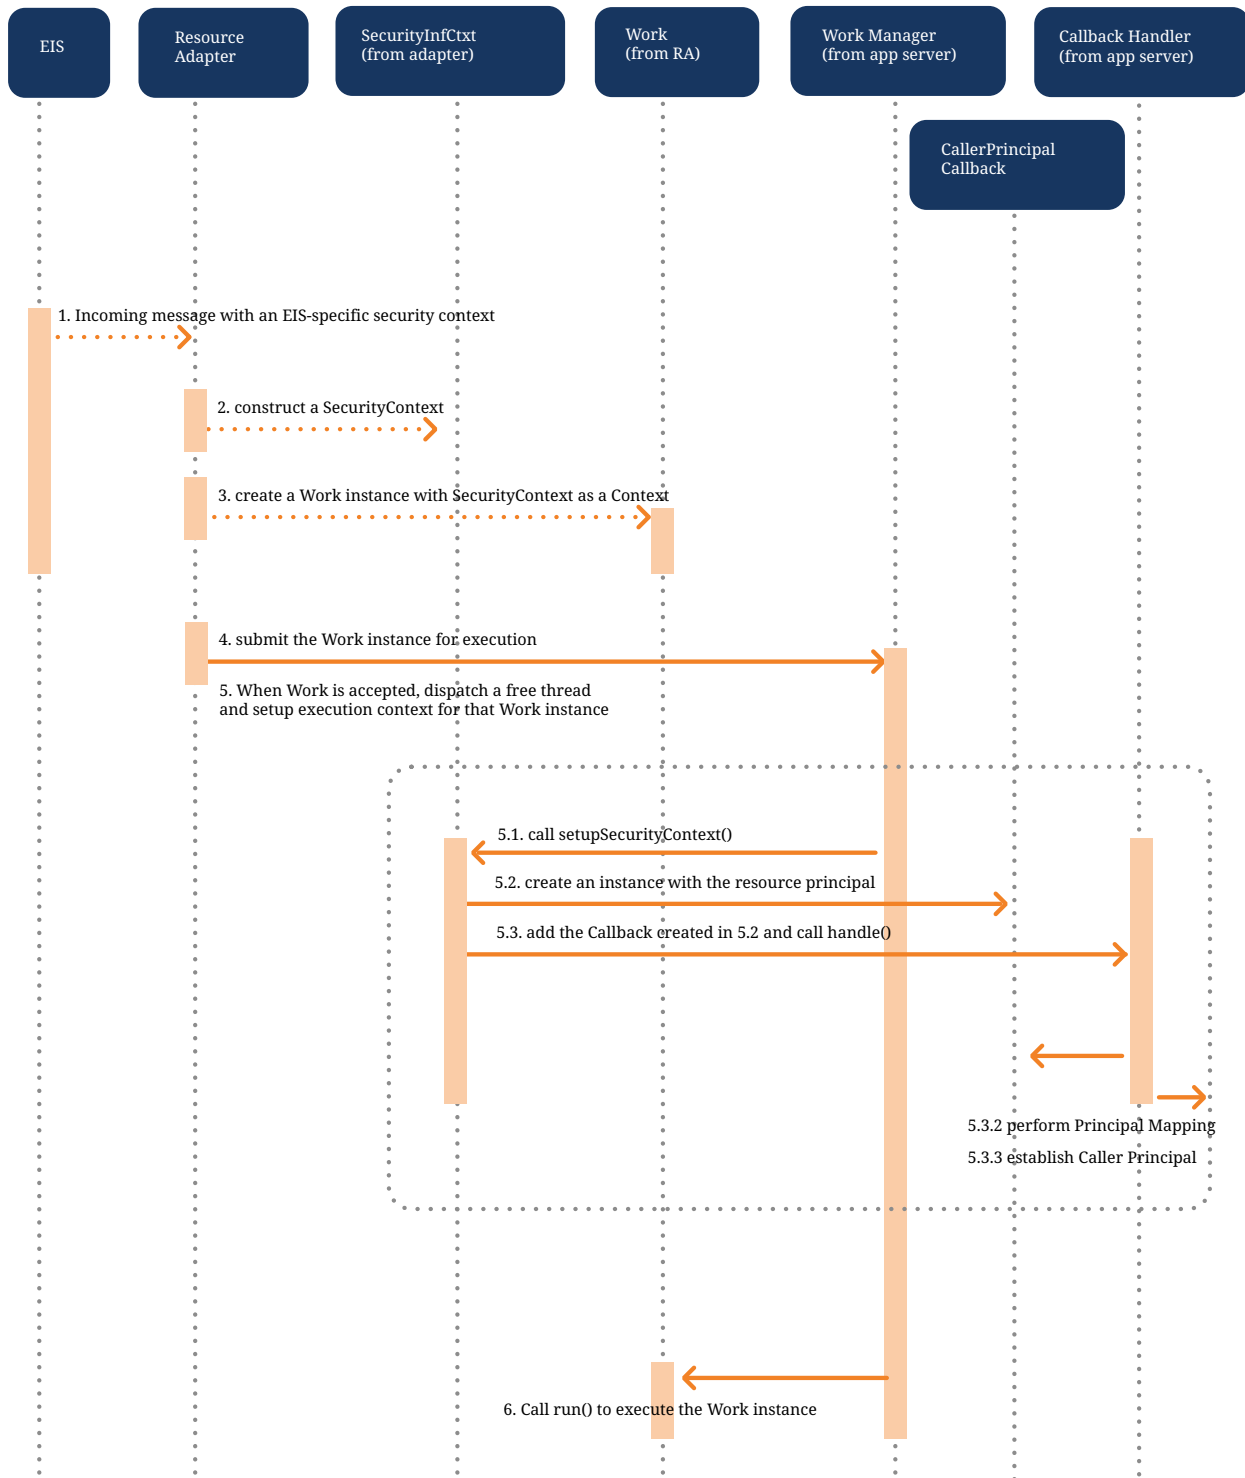 EIS
Resource
Adapter
SecurityInfCtxt
(from adapter)
Work
(from RA)
Work Manager
(from app server)
Callback Handler
(from app server)
CallerPrincipal
Callback
1. Incoming message with an EIS-specific security context
2. construct a SecurityContext
3. create a Work instance with SecurityContext as a Context
4. submit the Work instance for execution
5. When Work is accepted, dispatch a free thread
and setup execution context for that Work instance
5.1. call setupSecurityContext()
5.2. create an instance with the resource principal
5.3. add the Callback created in 5.2 and call handle()
5.3.2 perform Principal Mapping
5.3.3 establish Caller Principal
6. Call run() to execute the Work instance